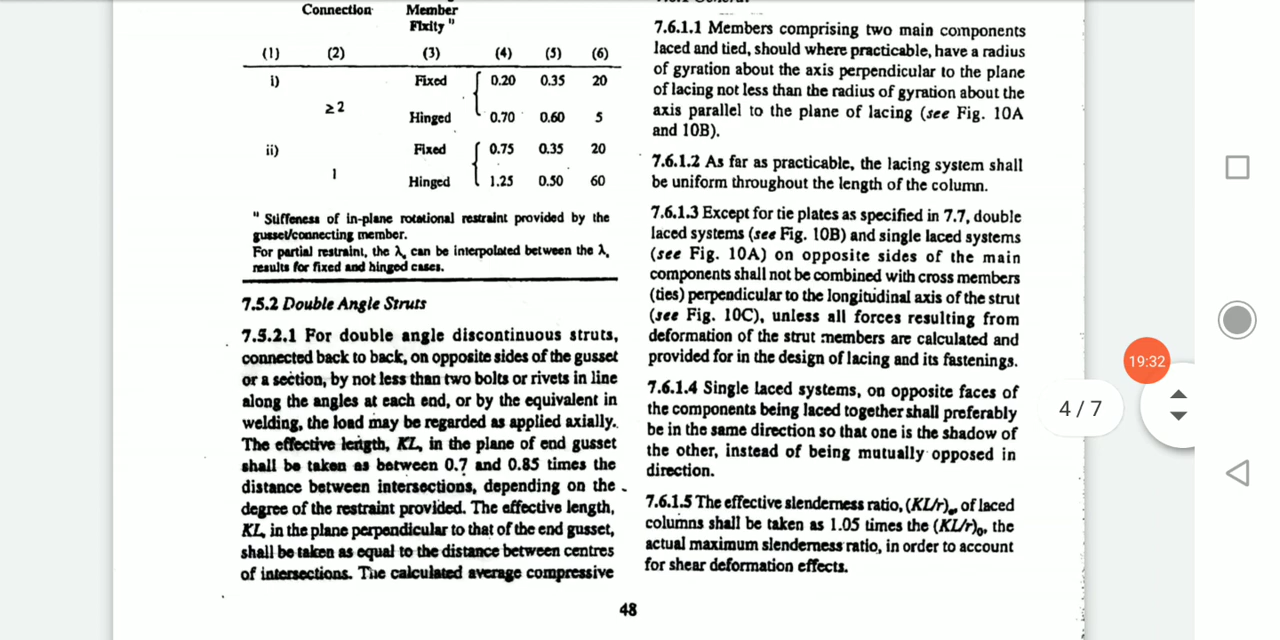 Connection Member
Fixity 1)
(1) (2) (3) (4) (5) (6)
i) Fixed 0.20 0.35 20
≥2
Hinged 0.70 0.60 5
ii) Fixed 0.75 0.35 20
1
Hinged 1.25 0.50 60
1) Stiffeness of in-plane rotational restraint provided by the
gusset/connecting member.
For partial restraint, the λe can be interpolated between the λe
results for fixed and hinged cases.
7.5.2 Double Angle Struts
7.5.2.1 For double angle discontinuous struts,
connected back to back, on opposite sides of the gusset
or a section, by not less than two bolts or rivets in line
along the angles at each end, or by the equivalent in
welding, the load may be regarded as applied axially.
The effective length, KL, in the plane of end gusset
shall be taken as between 0.7 and 0.85 times the
distance between intersections, depending on the
degree of the restraint provided. The effective length,
KL, in the plane perpendicular to that of the end gusset,
shall be taken as equal to the distance between centres
of intersections. The calculated average compressive
7.6.1.1 Members comprising two main components
laced and tied, should where practicable, have a radius
of gyration about the axis perpendicular to the plane
of lacing not less than the radius of gyration about the
axis parallel to the plane of lacing (see Fig. 10A
and 10B).
7.6.1.2 As far as practicable, the lacing system shall
be uniform throughout the length of the column.
7.6.1.3 Except for tie plates as specified in 7.7, double
laced systems (see Fig. 10B) and single laced systems
(see Fig. 10A) on opposite sides of the main
components shall not be combined with cross members
(ties) perpendicular to the longitudinal axis of the strut
(see Fig. 10C), unless all forces resulting from
deformation of the strut members are calculated and
provided for in the design of lacing and its fastenings.
7.6.1.4 Single laced systems, on opposite faces of
the components being laced together shall preferably
be in the same direction so that one is the shadow of
the other, instead of being mutually opposed in
direction.
7.6.1.5 The effective slenderness ratio, (KL/r)e, of laced
columns shall be taken as 1.05 times the (KL/r)0, the
actual maximum slenderness ratio, in order to account
for shear deformation effects.
48
19:32
4 / 7